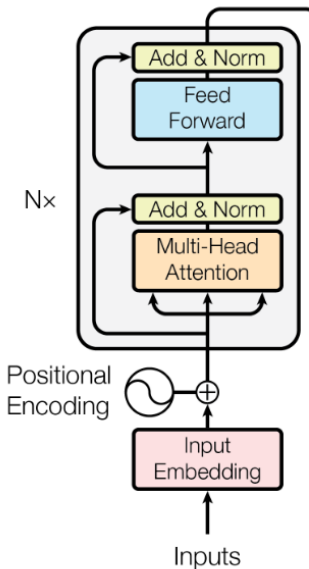 Add & Norm
Feed
Forward
N×
Add & Norm
Multi-Head
Attention
Positional
Encoding
Input
Embedding
Inputs